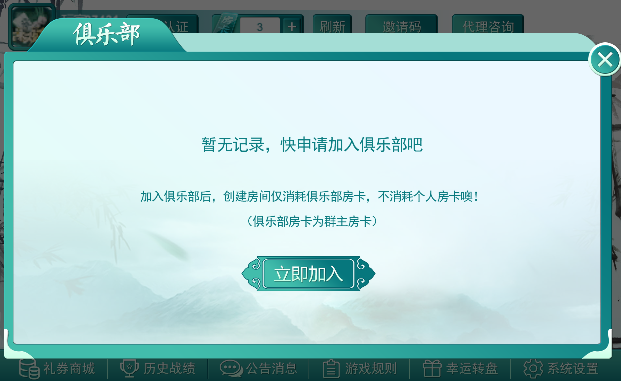 认证
3
+
刷新
邀请码
代理咨询
俱乐部
暂无记录，快申请加入俱乐部吧
加入俱乐部后，创建房间仅消耗俱乐部房卡，不消耗个人房卡噢！
（俱乐部房卡为群主房卡）
立即加入
礼券商城
历史战绩
公告消息
游戏规则
幸运转盘
系统设置